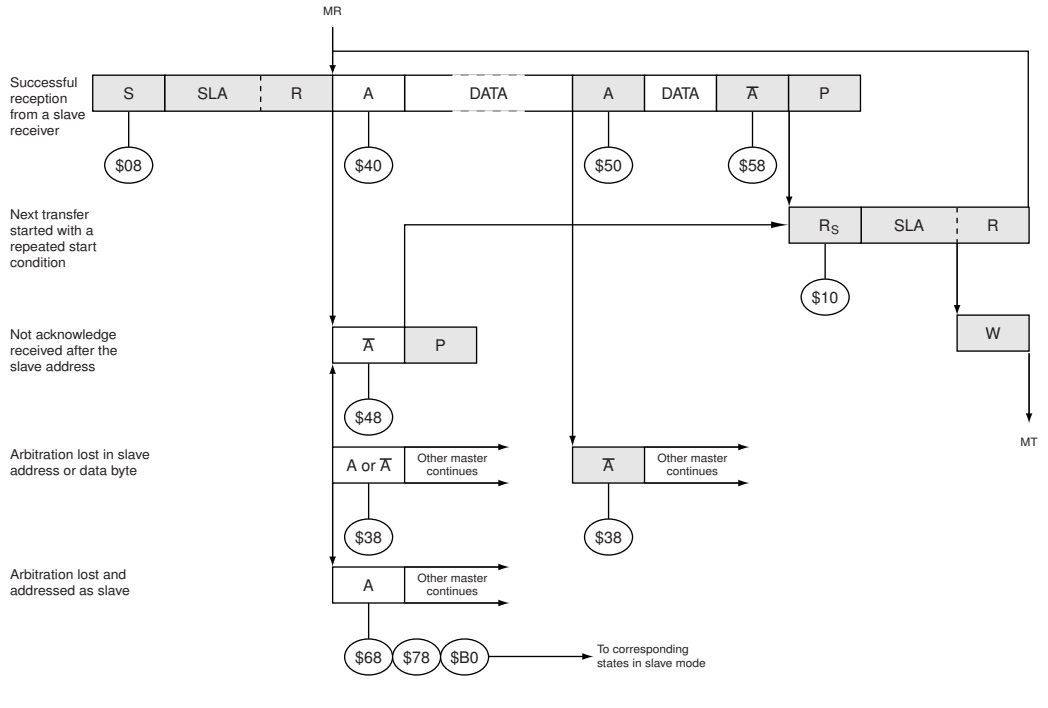 MR
Successful
reception
from a slave
receiver
S SLA R A DATA A DATA A̅ P
$08 $40 $50 $58
Next transfer
started with a
repeated start
condition
RS SLA R
$10
Not acknowledge
received after the
slave address
A̅ P
W
$48
MT
Arbitration lost in slave
address or data byte
A or A̅
Other master
continues
A̅
Other master
continues
$38 $38
Arbitration lost and
addressed as slave
A
Other master
continues
$68 $78 $B0
To corresponding
states in slave mode